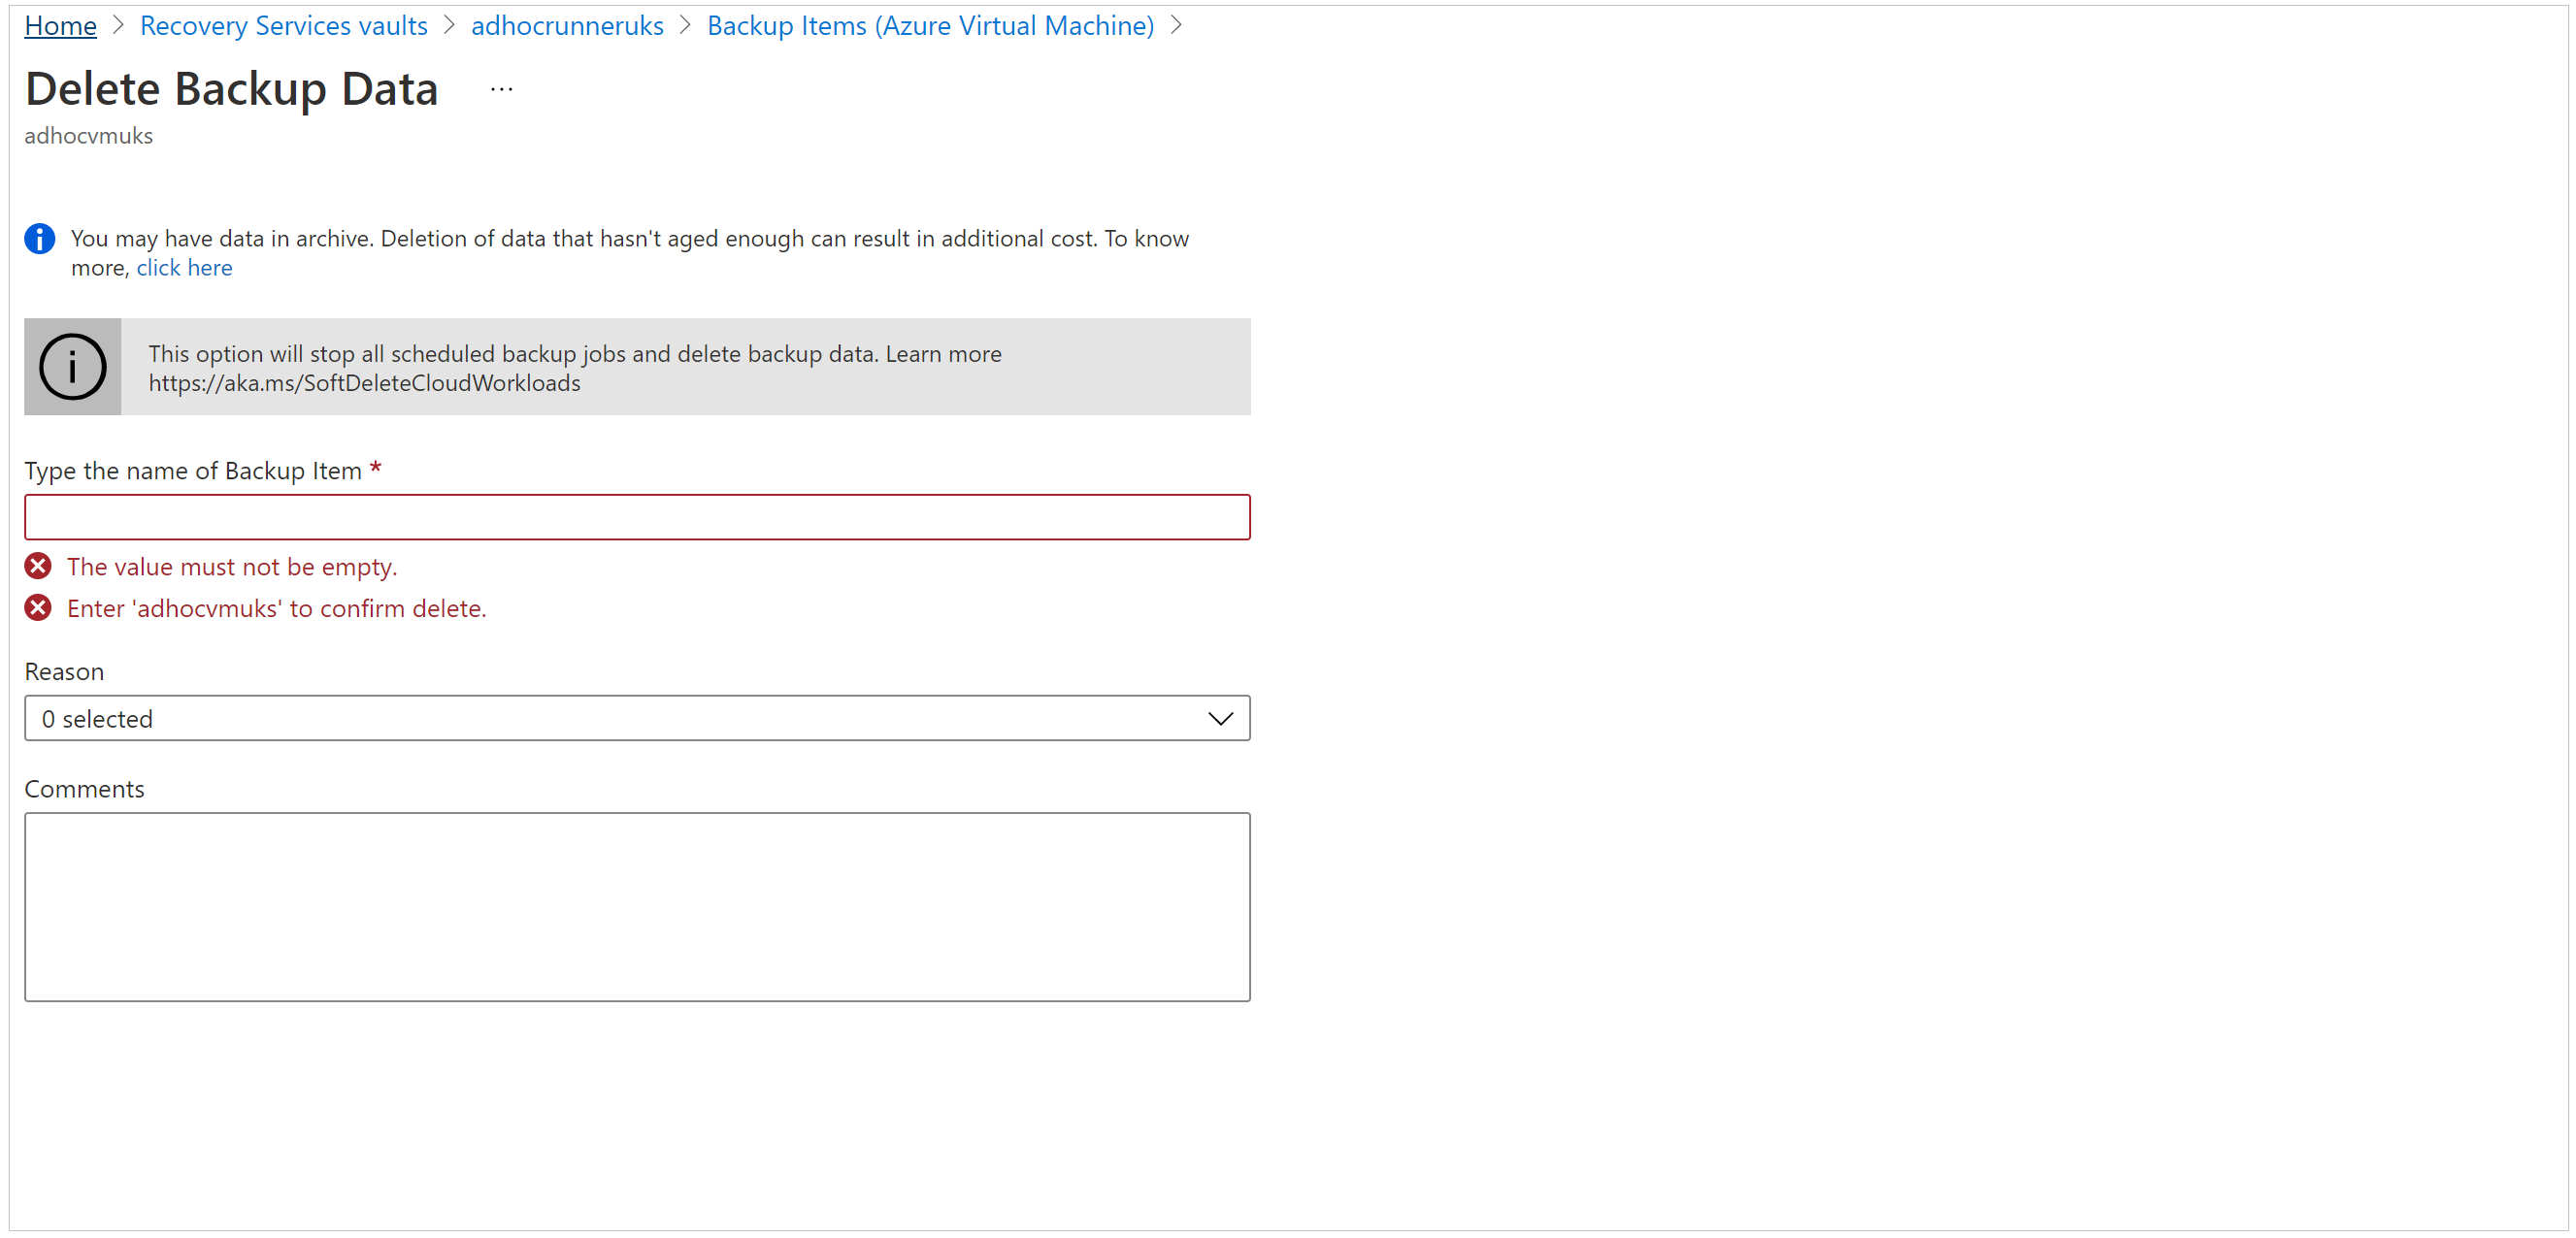 Home > Recovery Services vaults > adhocrunneruks > Backup Items (Azure Virtual Machine) >
Delete Backup Data ...
adhocvmuks
You may have data in archive. Deletion of data that hasn't aged enough can result in additional cost. To know
more, click here
This option will stop all scheduled backup jobs and delete backup data. Learn more
https://aka.ms/SoftDeleteCloudWorkloads
Type the name of Backup Item *
The value must not be empty.
Enter 'adhocvmuks' to confirm delete.
Reason
0 selected
Comments